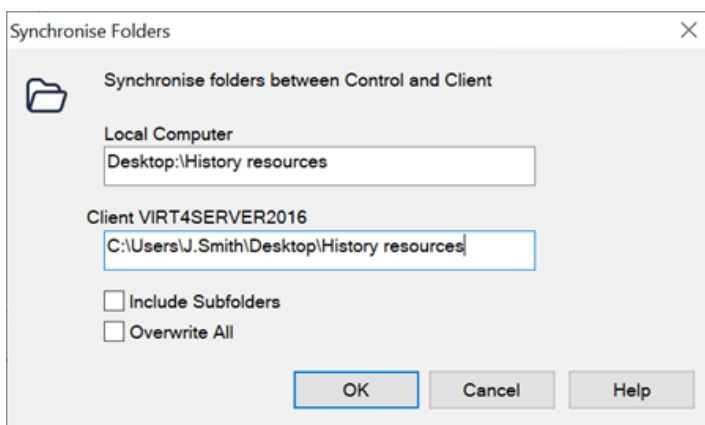 Synchronise Folders
Synchronise folders between Control and Client
Local Computer
Desktop:\History resources
Client VIRT4SERVER2016
C:\Users\J.Smith\Desktop\History resources
Include Subfolders
Overwrite All
OK Cancel Help